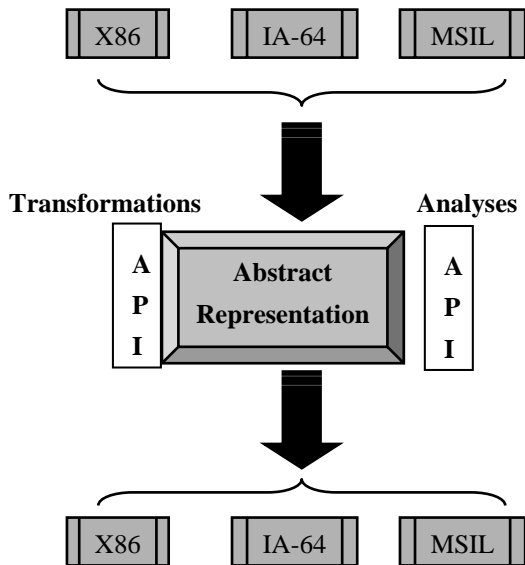 X86 IA-64 MSIL
Transformations Analyses
A
P
I
Abstract
Representation
A
P
I
X86 IA-64 MSIL